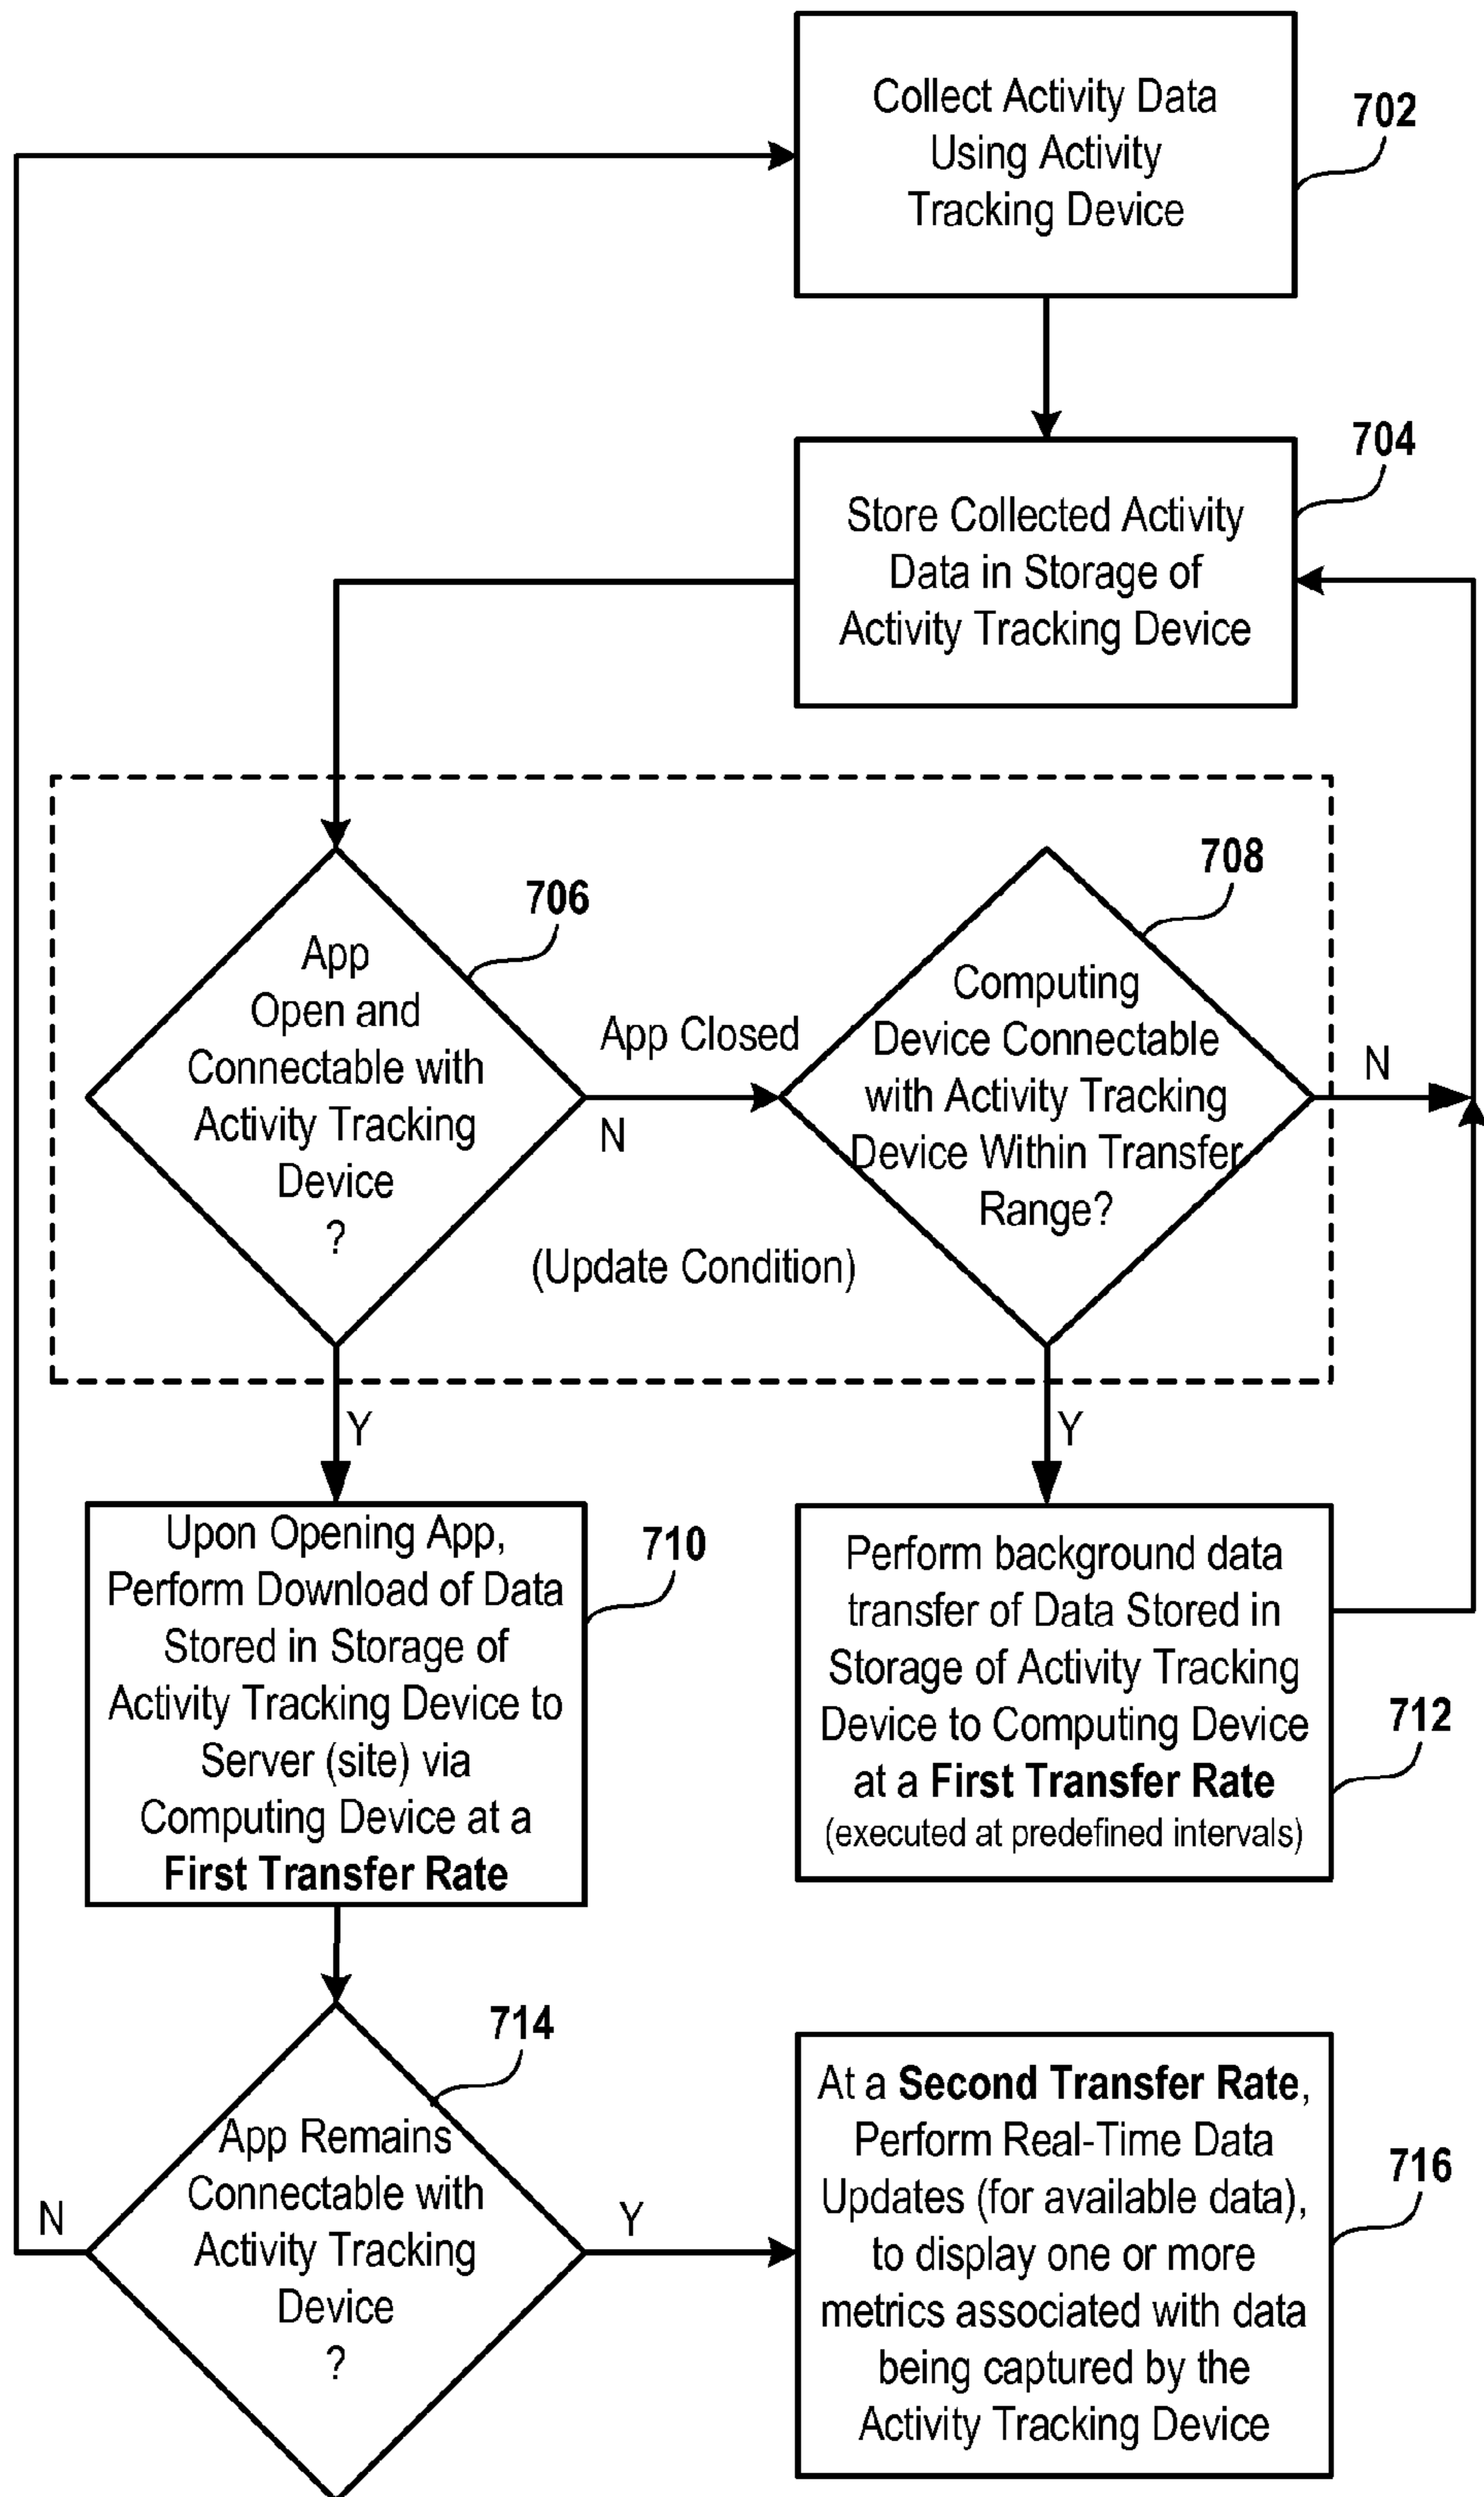 Collect Activity Data
Using Activity
Tracking Device
702
Store Collected Activity
Data in Storage of
Activity Tracking Device
704
App
Open and
Connectable with
Activity Tracking
Device
?
706
App Closed
N
Computing
Device Connectable
with Activity Tracking
Device Within Transfer
Range?
708
N
(Update Condition)
Y
Y
Upon Opening App,
Perform Download of Data
Stored in Storage of
Activity Tracking Device to
Server (site) via
Computing Device at a
First Transfer Rate
710
Perform background data
transfer of Data Stored in
Storage of Activity Tracking
Device to Computing Device
at a First Transfer Rate
(executed at predefined intervals)
712
App Remains
Connectable with
Activity Tracking
Device
?
714
N
Y
At a Second Transfer Rate,
Perform Real-Time Data
Updates (for available data),
to display one or more
metrics associated with data
being captured by the
Activity Tracking Device
716